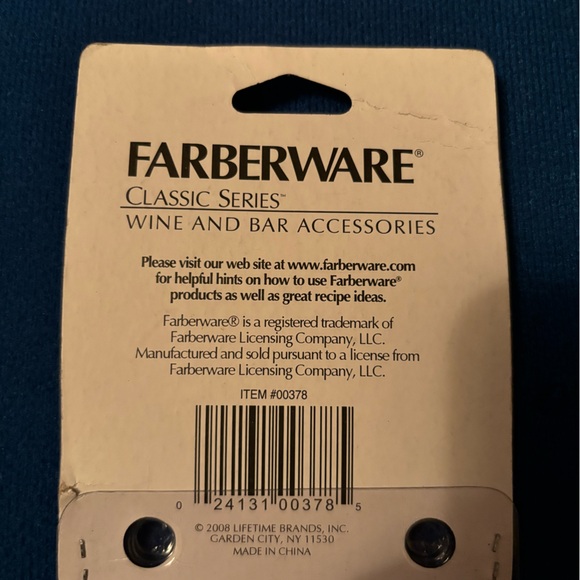 FARBERWARE®
CLASSIC SERIES™
WINE AND BAR ACCESSORIES
Please visit our web site at www.farberware.com
for helpful hints on how to use Farberware®
products as well as great recipe ideas.
Farberware® is a registered trademark of
Farberware Licensing Company, LLC.
Manufactured and sold pursuant to a license from
Farberware Licensing Company, LLC.
ITEM #00378
0 24131 00378 5
© 2008 LIFETIME BRANDS, INC.
GARDEN CITY, NY 11530
MADE IN CHINA